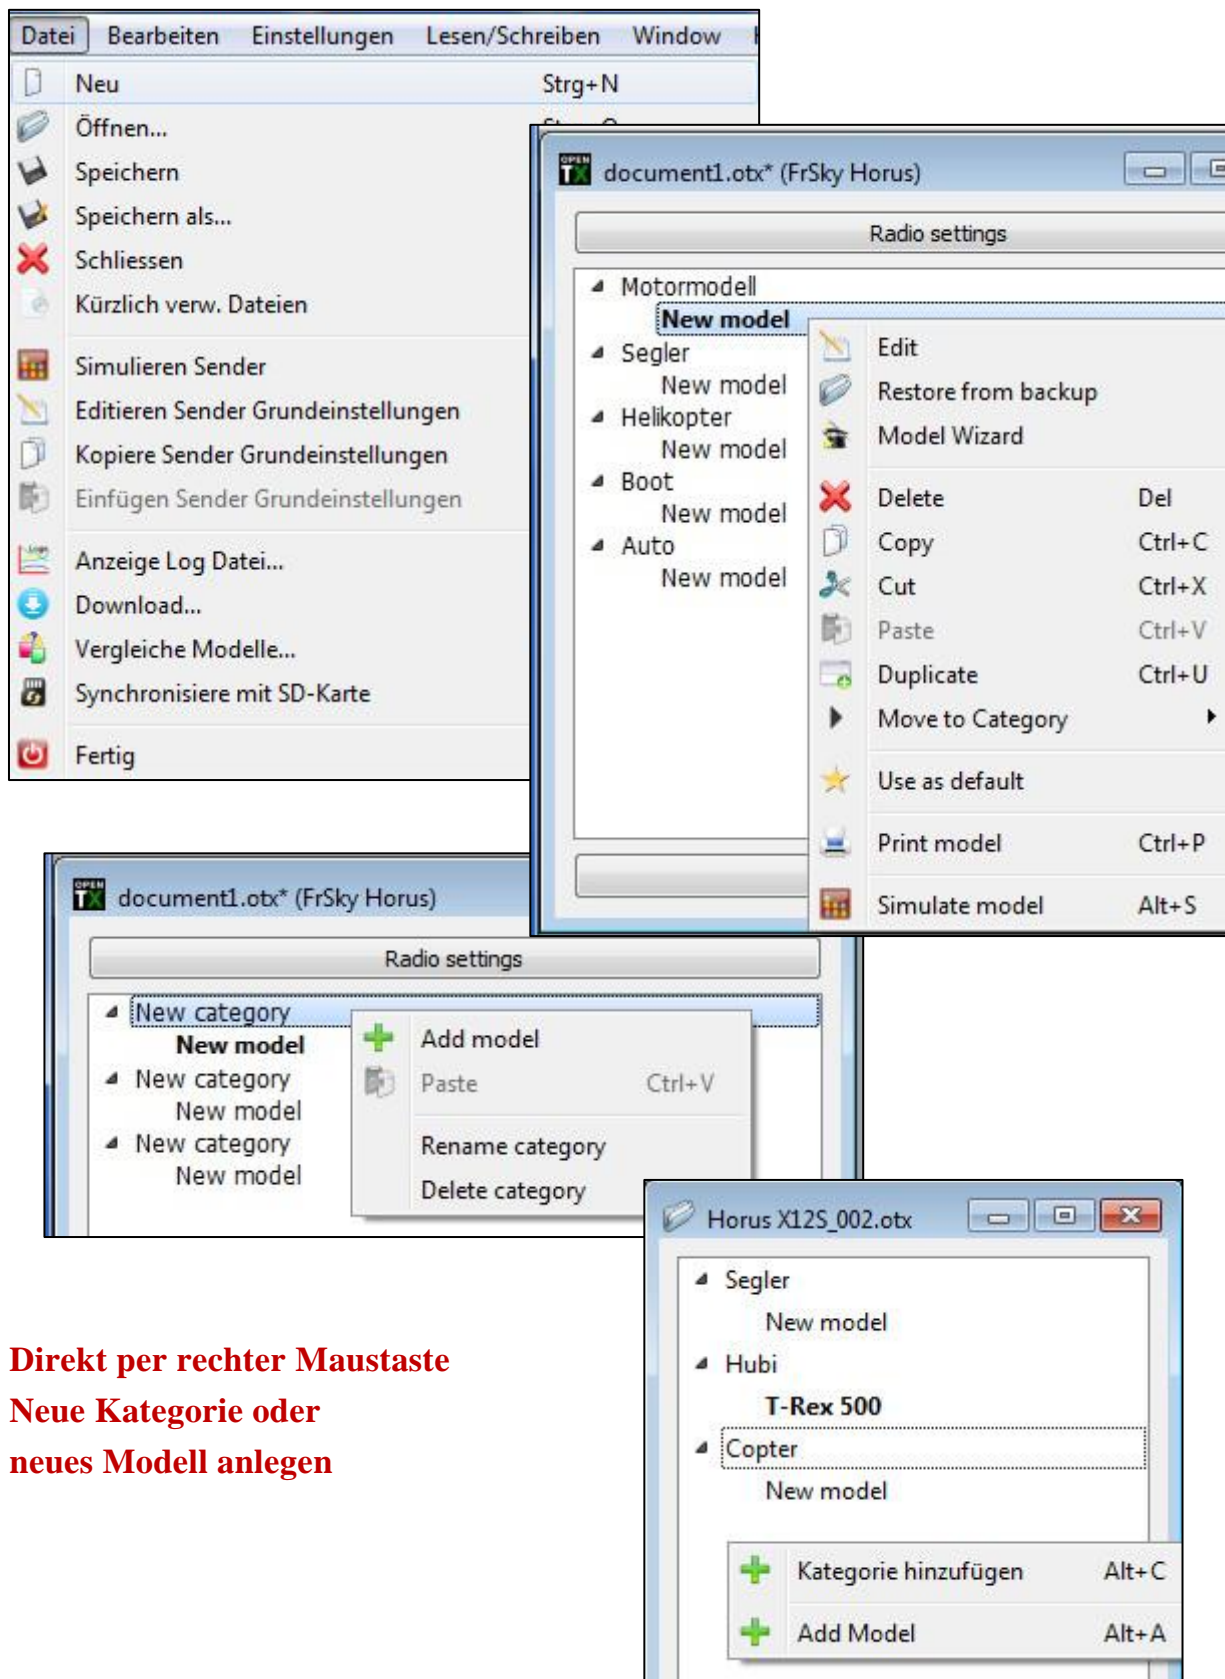 Datei Bearbeiten Einstellungen Lesen/Schreiben Window
Neu Strg+N
Öffnen...
Speichern
Speichern als...
Schliessen
Kürzlich verw. Dateien
Simulieren Sender
Editieren Sender Grundeinstellungen
Kopiere Sender Grundeinstellungen
Einfügen Sender Grundeinstellungen
Anzeige Log Datei...
Download...
Vergleiche Modelle...
Synchronisiere mit SD-Karte
Fertig
OPEN TX document1.otx* (FrSky Horus)
Radio settings
Motormodell
New model
Segler
New model
Helikopter
New model
Boot
New model
Auto
New model
Edit
Restore from backup
Model Wizard
Delete Del
Copy Ctrl+C
Cut Ctrl+X
Paste Ctrl+V
Duplicate Ctrl+U
Move to Category
Use as default
Print model Ctrl+P
Simulate model Alt+S
OPEN TX document1.otx* (FrSky Horus)
Radio settings
New category
New model
New category
New model
New category
New model
Add model
Paste Ctrl+V
Rename category
Delete category
Horus X12S_002.otx
Segler
New model
Hubi
T-Rex 500
Copter
New model
Kategorie hinzufügen Alt+C
Add Model Alt+A
Direkt per rechter Maustaste
Neue Kategorie oder
neues Modell anlegen